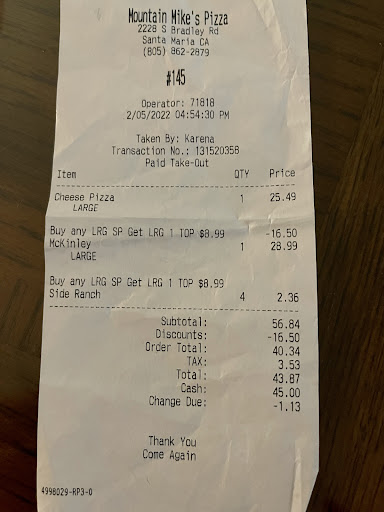 Mountain Mike's Pizza
2228 S Bradley Rd
Santa Maria CA
(805) 862-2879
#145
Operator: 71818
2/05/2022 04:54:30 PM
Taken By: Karena
Transaction No.: 131520358
Paid Take-Out
Item QTY Price
Cheese Pizza 1 25.49
LARGE
Buy any LRG SP Get LRG 1 TOP $8.99 -16.50
McKinley 1 28.99
LARGE
Buy any LRG SP Get LRG 1 TOP $8.99
Side Ranch 4 2.36
Subtotal: 56.84
Discounts: -16.50
Order Total: 40.34
TAX: 3.53
Total: 43.87
Cash: 45.00
Change Due: -1.13
Thank You
Come Again
4998029-RP3-0